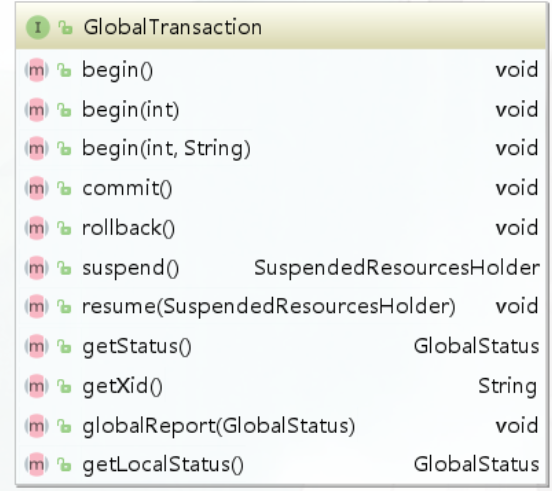 I GlobalTransaction
m begin() void
m begin(int) void
m begin(int, String) void
m commit() void
m rollback() void
m suspend() SuspendedResourcesHolder
m resume(SuspendedResourcesHolder) void
m getStatus() GlobalStatus
m getXid() String
m globalReport(GlobalStatus) void
m getLocalStatus() GlobalStatus